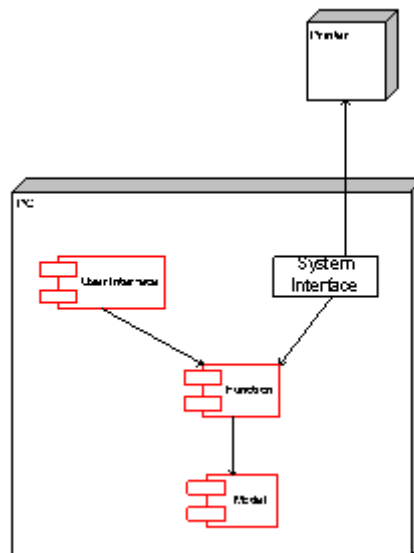 Printer
PC
User Interface
System
Interface
Function
Model